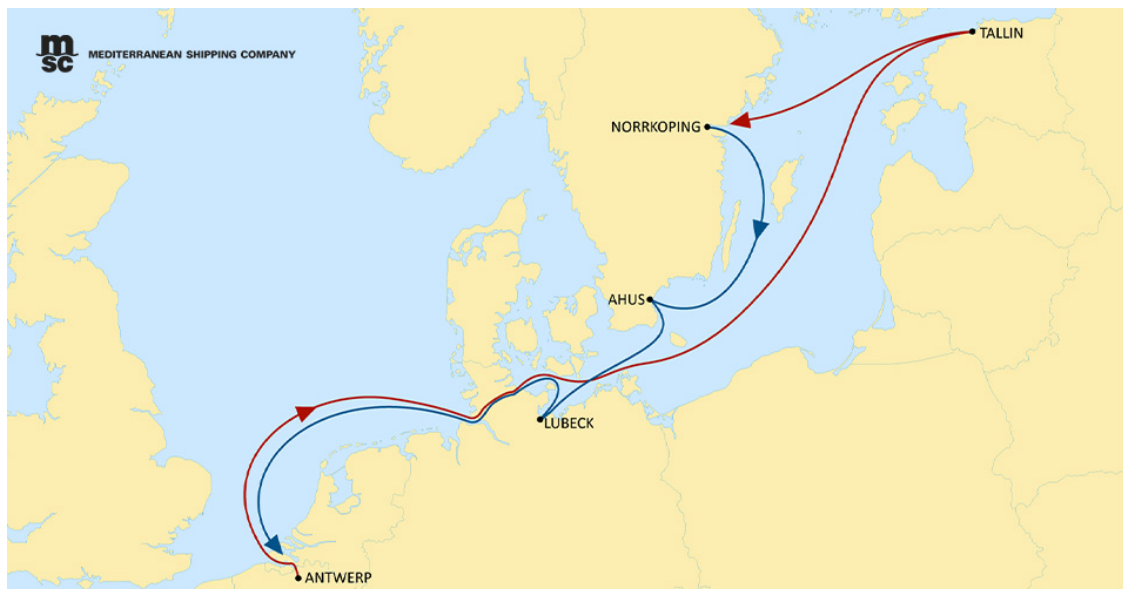 msc MEDITERRANEAN SHIPPING COMPANY
TALLIN
NORRKOPING
AHUS
LUBECK
ANTWERP